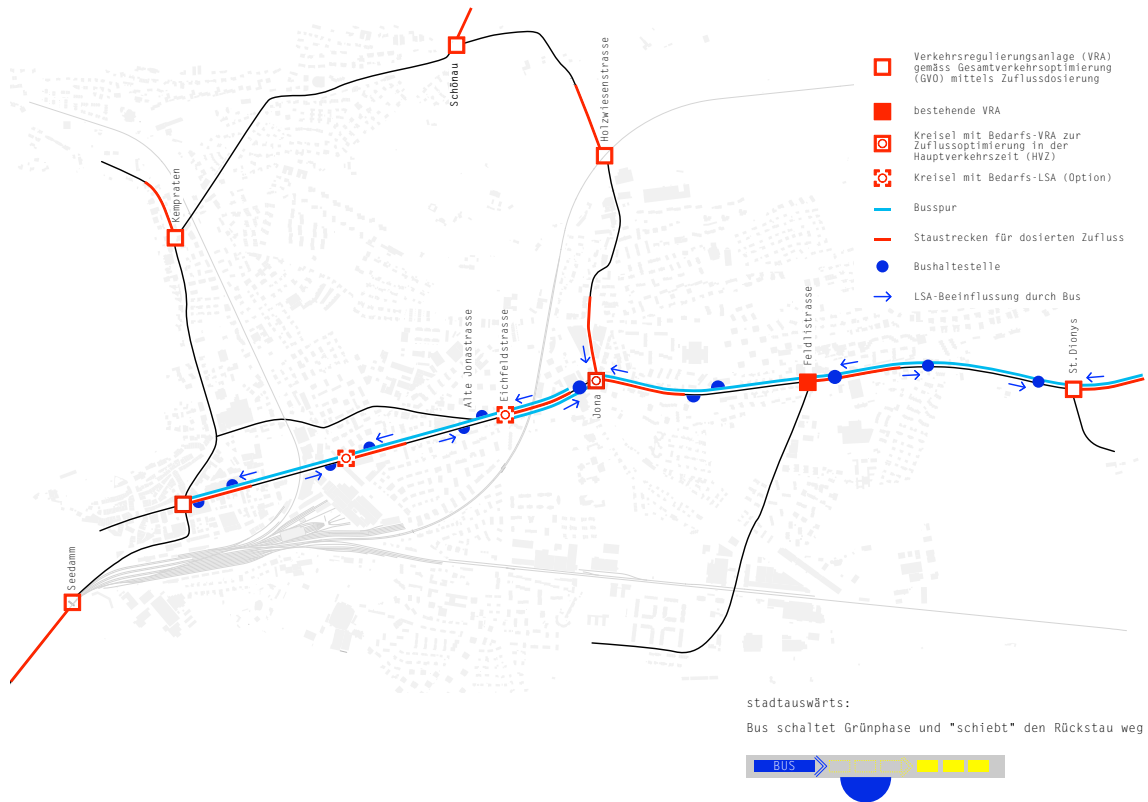 Schönau
Holzwiesenstrasse
Kempraten
Verkehrsregulierungsanlage (VRA)
gemäss Gesamtverkehrsoptimierung
(GVO) mittels Zuflussdosierung
bestehende VRA
Kreisel mit Bedarfs-VRA zur
Zuflussoptimierung in der
Hauptverkehrszeit (HVZ)
Kreisel mit Bedarfs-LSA (Option)
Busspur
Staustrecken für dosierten Zufluss
Bushaltestelle
LSA-Beeinflussung durch Bus
Alte Jonastrasse
Eichfeldstrasse
Jona
Feldlistrasse
St.Dionys
Seedamm
stadtauswärts:
Bus schaltet Grünphase und "schiebt" den Rückstau weg
BUS